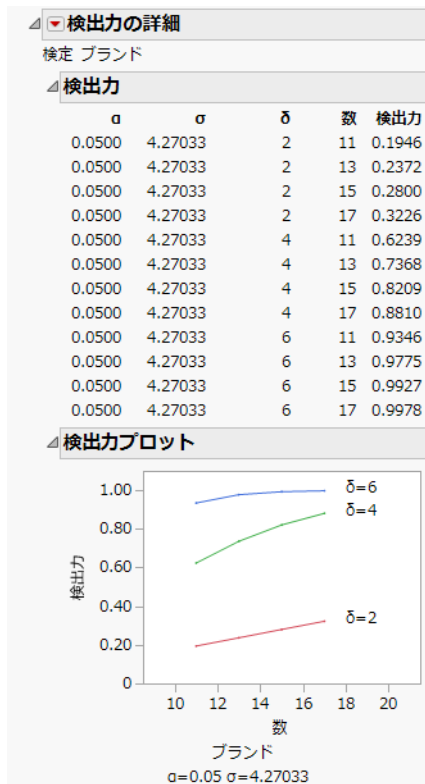 検出力の詳細
検定 ブランド
検出力
α σ δ 数 検出力
0.0500 4.27033 2 11 0.1946
0.0500 4.27033 2 13 0.2372
0.0500 4.27033 2 15 0.2800
0.0500 4.27033 2 17 0.3226
0.0500 4.27033 4 11 0.6239
0.0500 4.27033 4 13 0.7368
0.0500 4.27033 4 15 0.8209
0.0500 4.27033 4 17 0.8810
0.0500 4.27033 6 11 0.9346
0.0500 4.27033 6 13 0.9775
0.0500 4.27033 6 15 0.9927
0.0500 4.27033 6 17 0.9978
検出力プロット
検出力
1.00
0.80
0.60
0.40
0.20
0
δ=6
δ=4
δ=2
10 12 14 16 18 20
数
ブランド
α=0.05 σ=4.27033